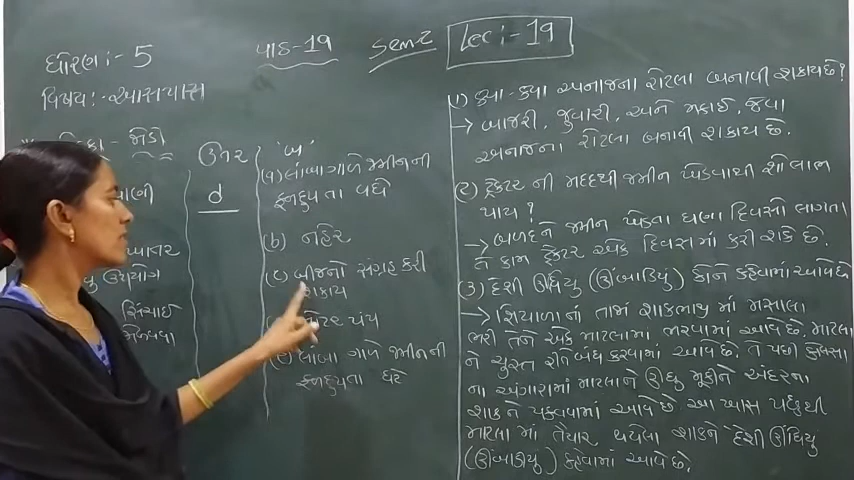 ધોરણ:- 5
પાઠ-19
sem-2
Lec:-19
વિષય:-આસપાસ
જોડો
ઉત્તર
d
સિંચાઈ
'બ'
(a) લાંબાગાળે જમીનની
ફળદ્રુપતા વધે
(b) નહેર
(c) બીજનો સંગ્રહ કરી
શકાય
પંપ
(e) લાંબા ગાળે જમીનની
ફળદ્રુપતા ઘટે
1) કયા-કયા અનાજના રોટલા બનાવી શકાય છે?
→ બાજરી, જુવારી, અને મકાઈ, જેવા
અનાજના રોટલા બનાવી શકાય છે.
(2) ટ્રેક્ટર ની મદદથી જમીન ખેડવાથી શો લાભ
થાય?
→ બળદને જમીન ખેડતા ઘણા દિવસો લાગતા
તે કામ ટ્રેક્ટર એક દિવસ માં કરી શકે છે.
(3) દેશી ઊંધિયુ (ઊંબાડિયું) કોને કહેવામાં આવે છે
→ શિયાળાનાં તાજાં શાકભાજી માં મસાલા
ભરી તેને એક માટલામાં ભરવામાં આવે છે. માટલા
ને ચુસ્ત રીતે બંધ કરવામાં આવે છે. તે પછી કોલસા
ના અંગારામાં માટલાને ઊંધુ મૂકીને અંદરના
શાક ને પકવવામાં આવે છે આ ખાસ પદ્ધતિથી
માટલા માં તૈયાર થયેલા શાકને દેશી ઊંધિયુ
(ઊંબાડીયું) કહેવામાં આવે છે.